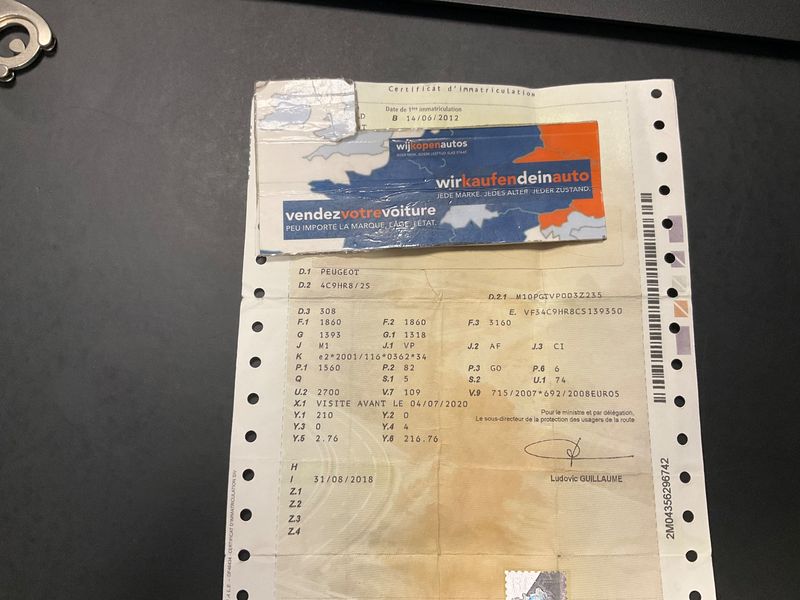 Certificat d'immatriculation
Date de 1ère immatriculation
B 14/06/2012
wijkopenautos
wirkaufendeinauto
JEDE MARKE. JEDES ALTER. JEDER ZUSTAND.
vendezvotrevoiture
PEU IMPORTE LA MARQUE, L'ÂGE, L'ÉTAT.
D.1 PEUGEOT
D.2 4C9HR8/2S
D.2.1 M10PGTVP003Z235
D.3 308
E. VF34C9HR8CS139350
F.1 1860 F.2 1860 F.3 3160
G 1393 G.1 1318
J M1 J.1 VP J.2 AF J.3 CI
K e2*2001/116*0362*34
P.1 1560 P.2 82 P.3 GO P.6 6
Q S.1 5 S.2 U.1 74
U.2 2700 V.7 109 V.9 715/2007*692/2008EURO5
X.1 VISITE AVANT LE 04/07/2020
Y.1 210 Y.2 0
Y.3 0 Y.4 4
Y.5 2.76 Y.6 216.76
Pour le ministre et par délégation,
Le sous-directeur de la protection des usagers de la route
Ludovic GUILLAUME
H
I 31/08/2018
Z.1
Z.2
Z.3
Z.4
2M04356296742